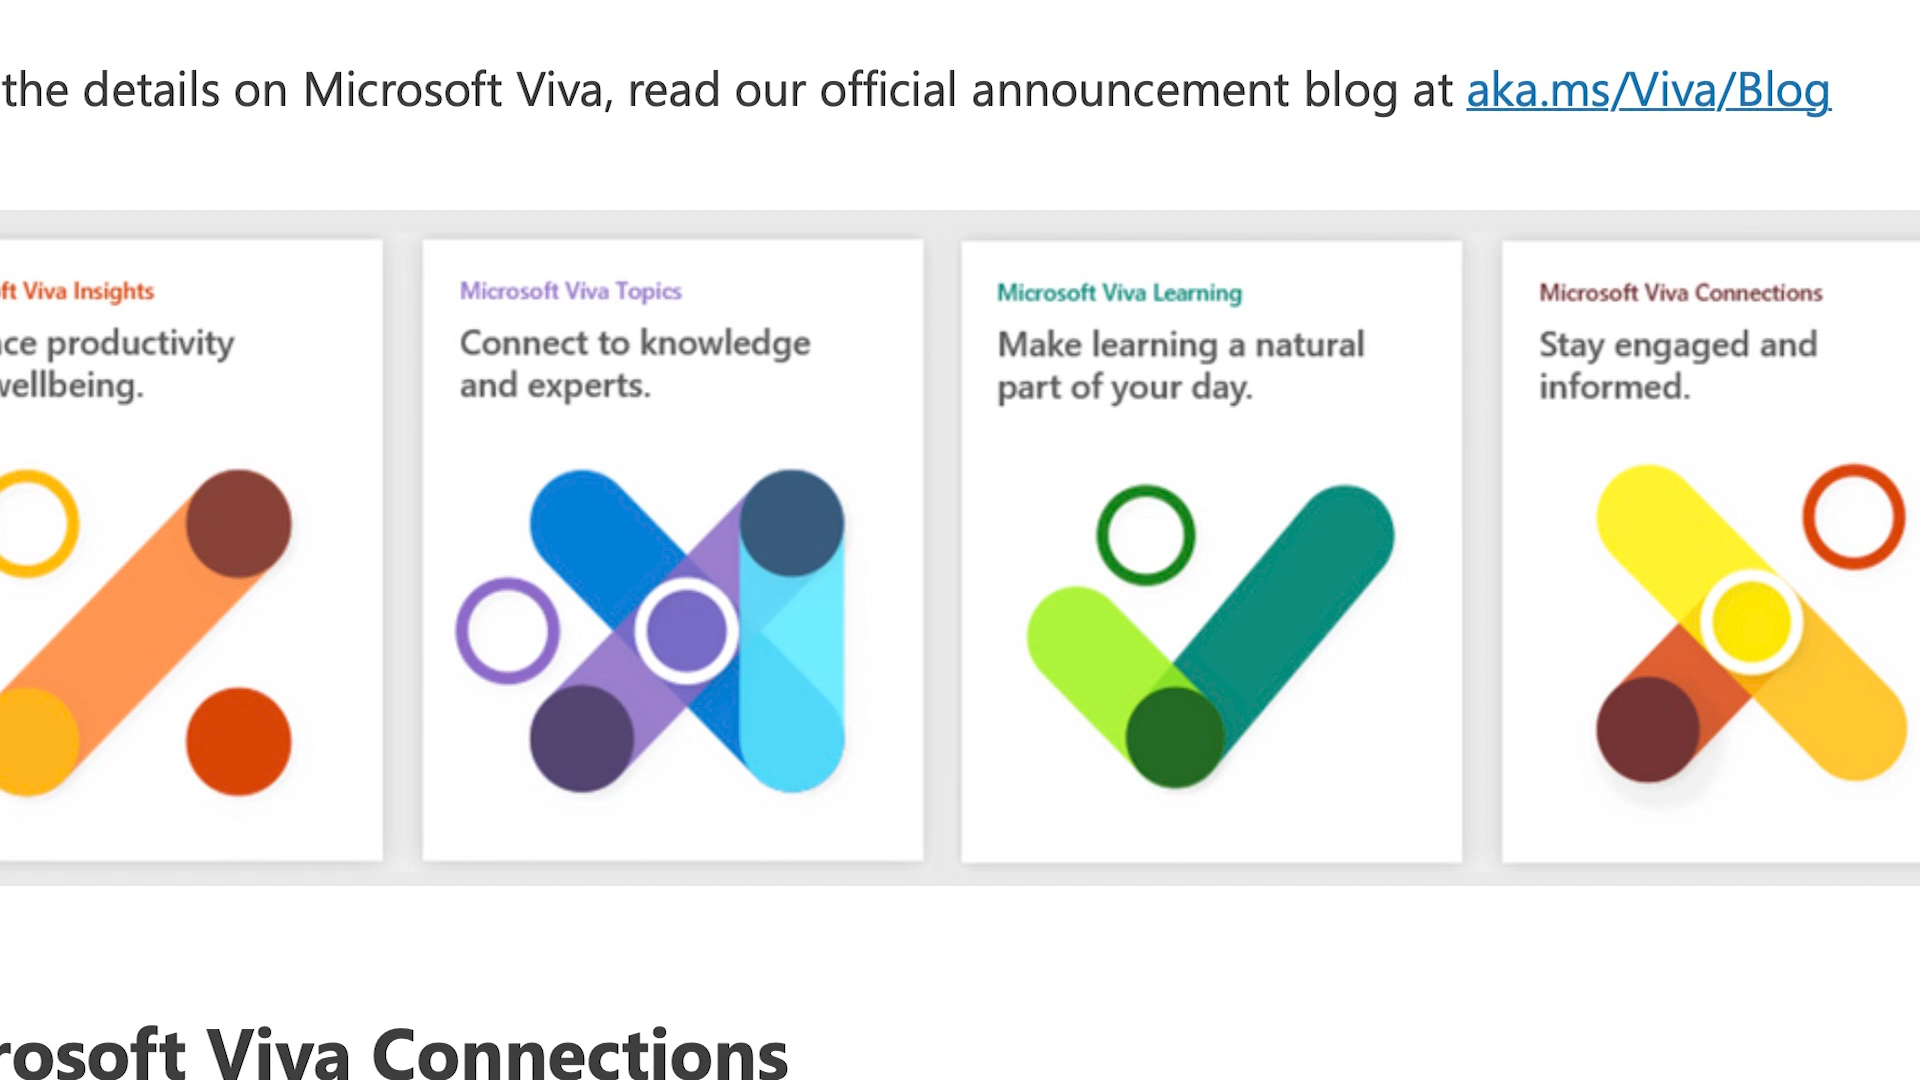 the details on Microsoft Viva, read our official announcement blog at aka.ms/Viva/Blog
ft Viva Insights
ce productivity
wellbeing.
Microsoft Viva Topics
Connect to knowledge
and experts.
Microsoft Viva Learning
Make learning a natural
part of your day.
Microsoft Viva Connections
Stay engaged and
informed.
rosoft Viva Connections